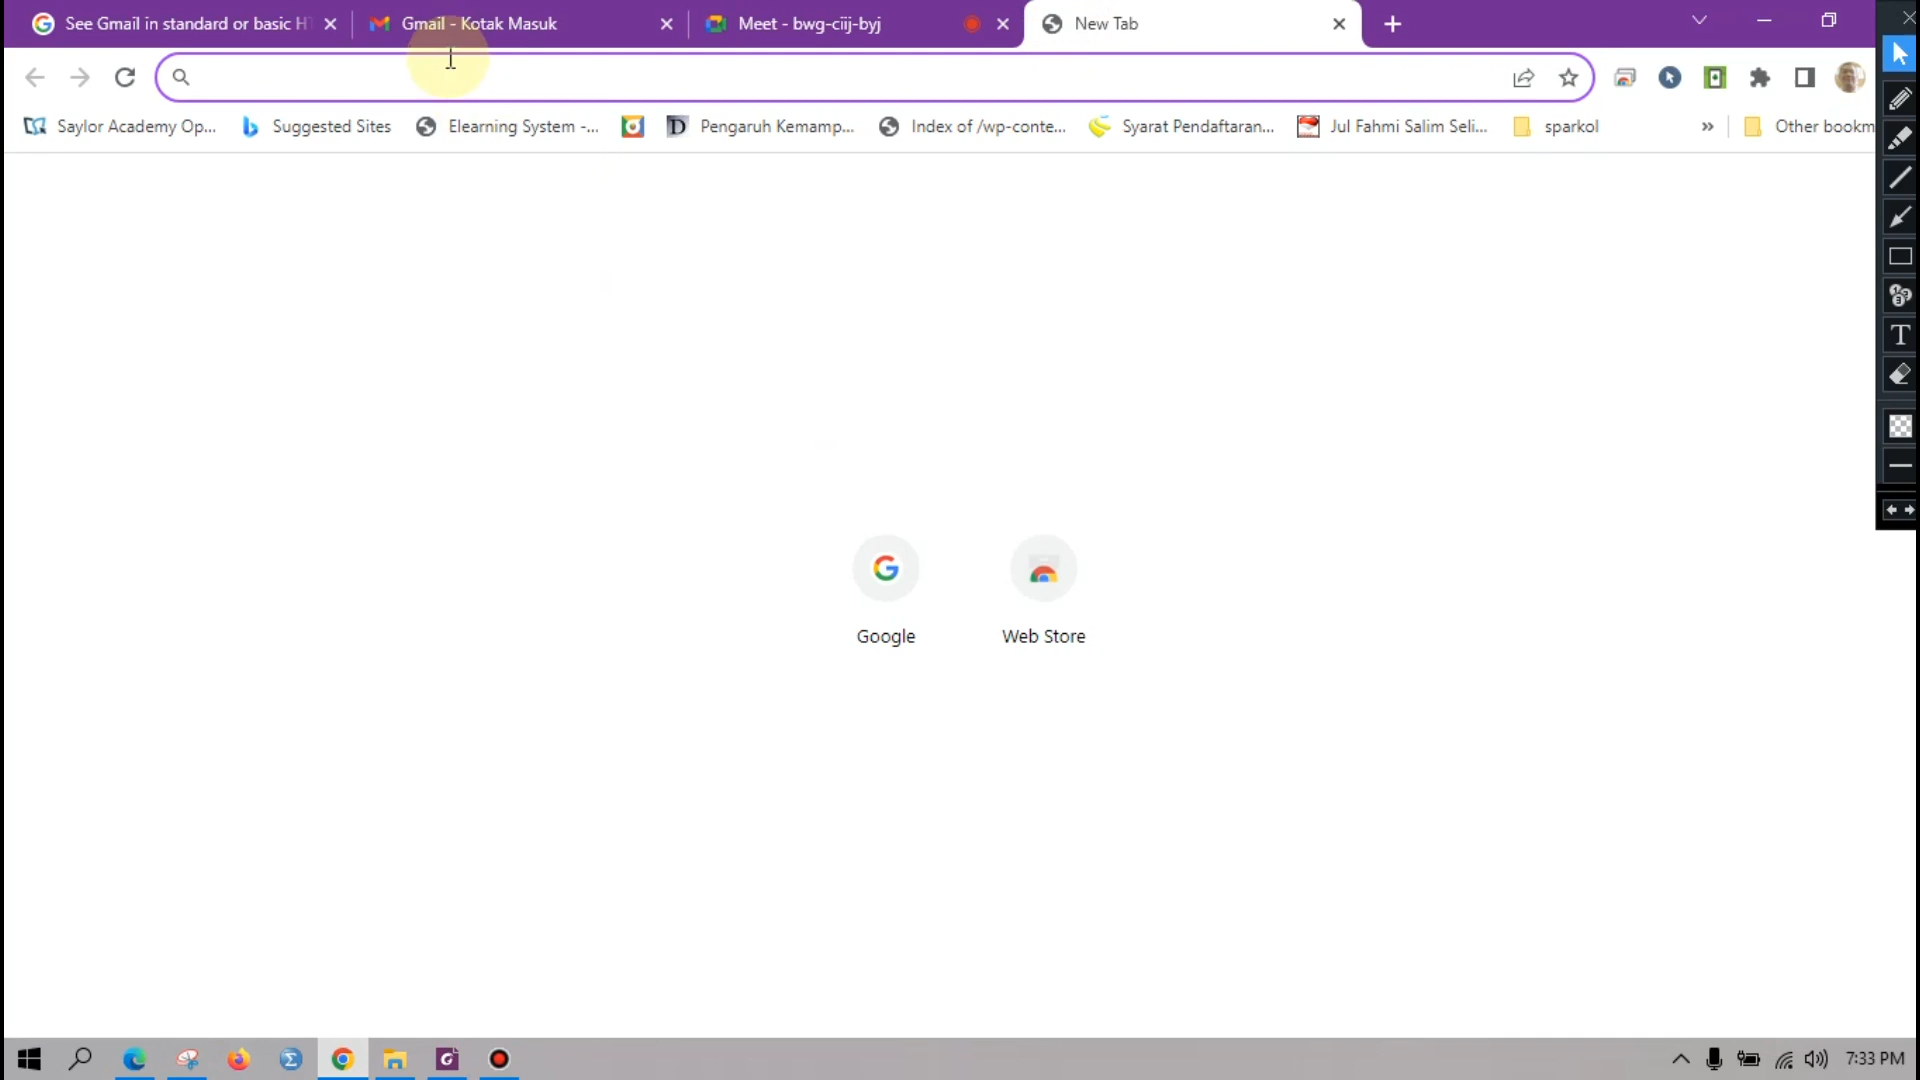 See Gmail in standard or basic HT
Gmail - Kotak Masuk
Meet - bwg-ciij-byj
New Tab
Saylor Academy Op...
Suggested Sites
Elearning System -...
Pengaruh Kemamp...
Index of /wp-conte...
Syarat Pendaftaran...
Jul Fahmi Salim Seli...
sparkol
»
Other bookm
Google
Web Store
7:33 PM